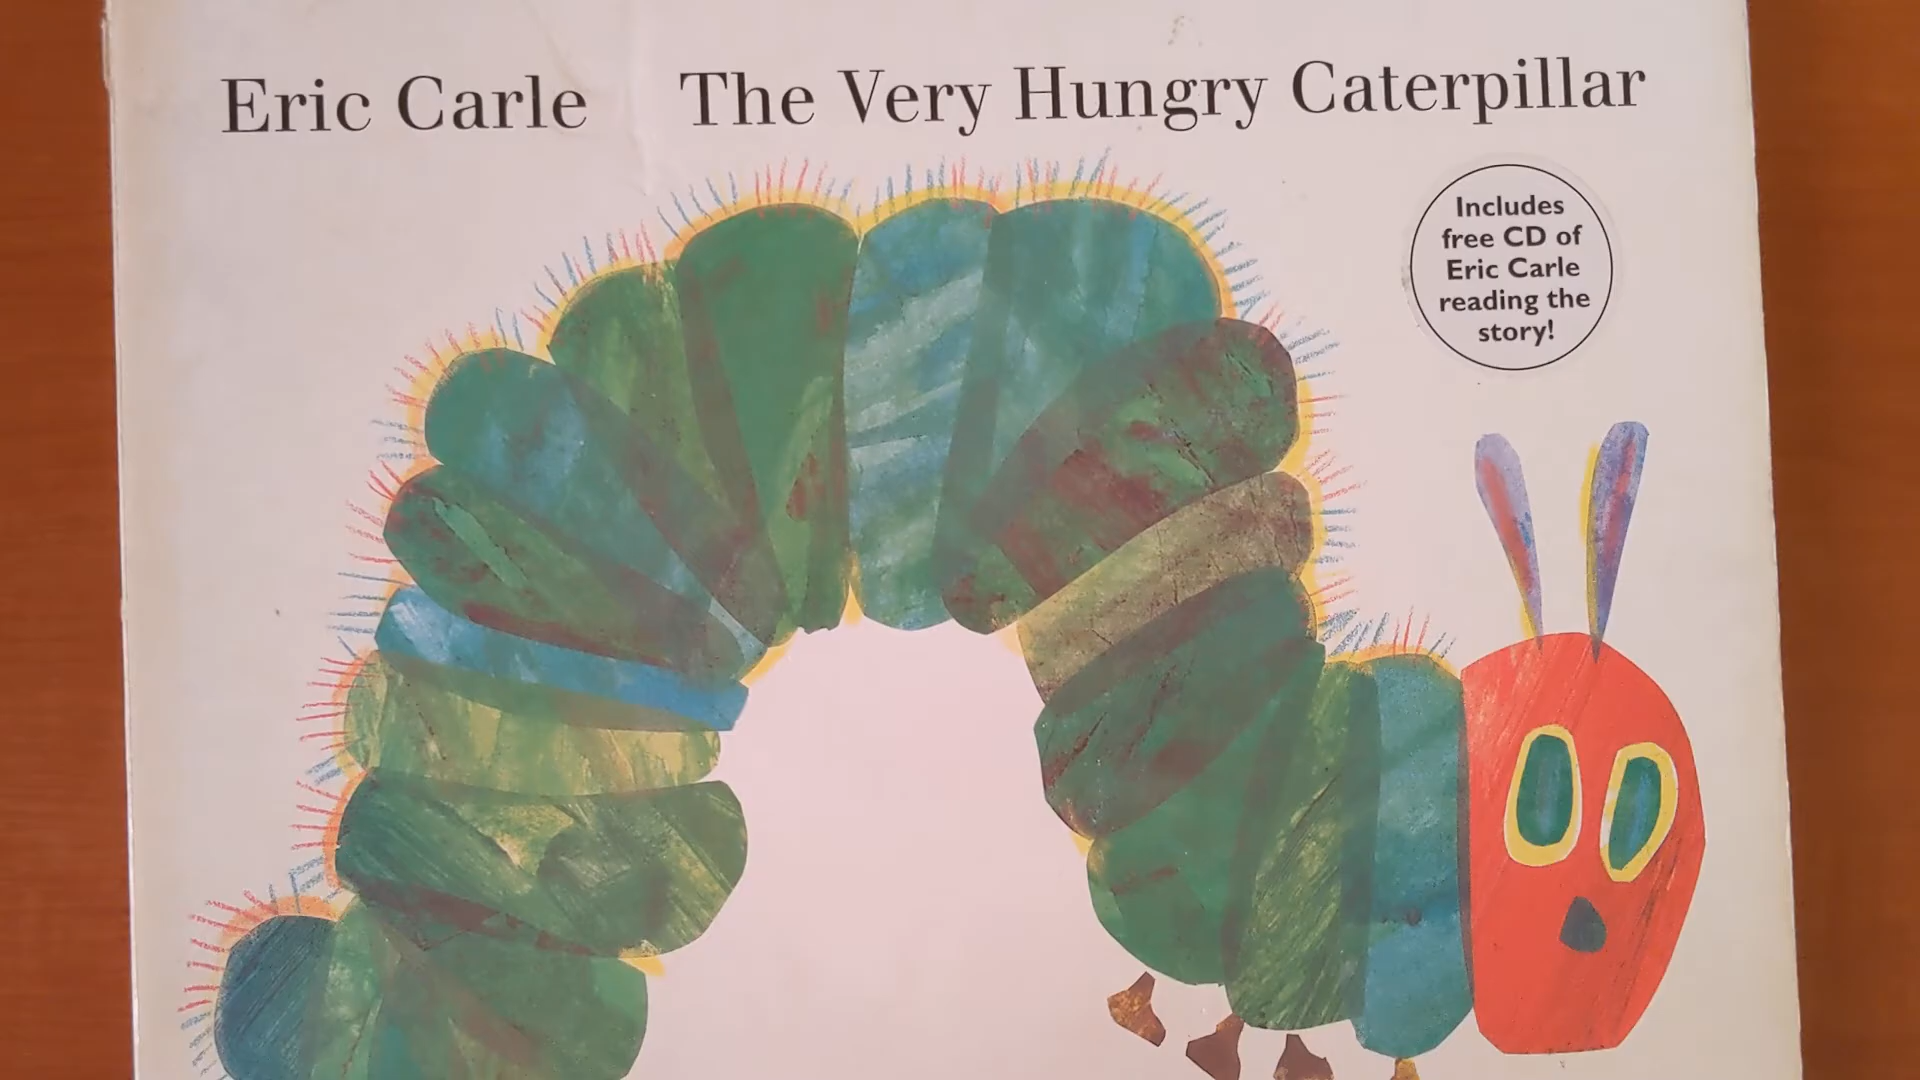 Eric Carle The Very Hungry Caterpillar
Includes
free CD of
Eric Carle
reading the
story!